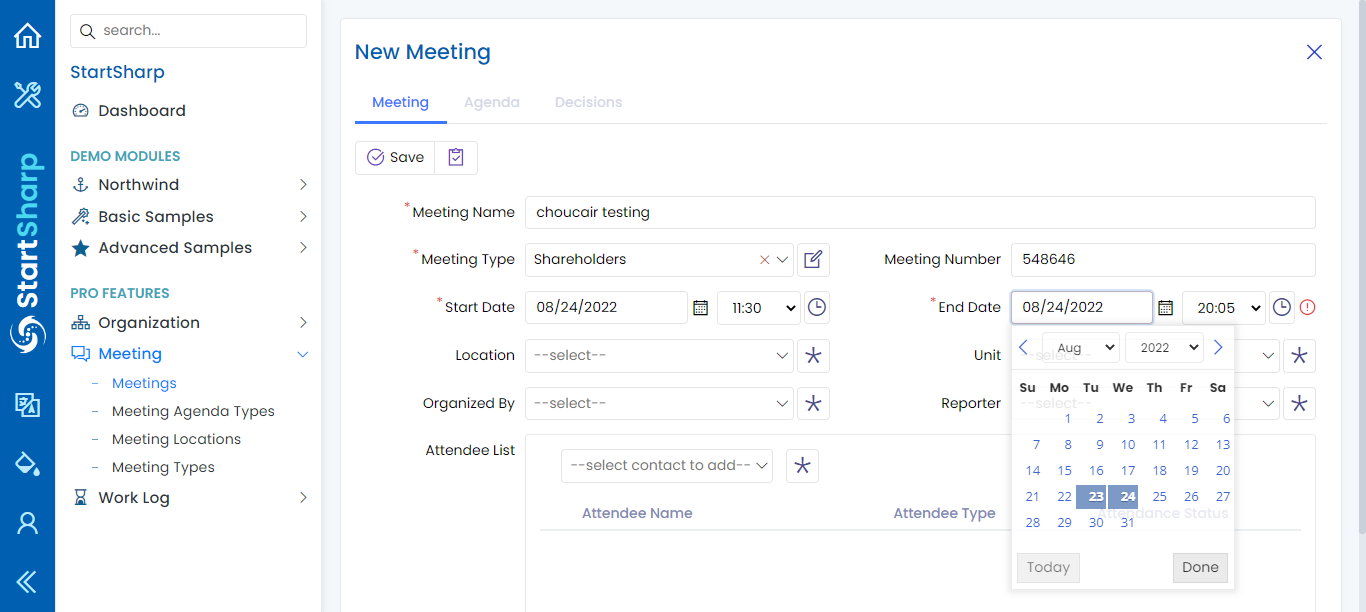 StartSharp
search...
StartSharp
Dashboard
DEMO MODULES
Northwind
Basic Samples
Advanced Samples
PRO FEATURES
Organization
Meeting
– Meetings
– Meeting Agenda Types
– Meeting Locations
– Meeting Types
Work Log
New Meeting
Meeting Agenda Decisions
Save
*Meeting Name choucair testing
*Meeting Type Shareholders Meeting Number 548646
*Start Date 08/24/2022 11:30 *End Date 08/24/2022 20:05
Location --select-- Unit --select--
Organized By --select-- Reporter --select--
Attendee List
--select contact to add--
Attendee Name Attendee Type Attendance Status
Aug 2022
Su Mo Tu We Th Fr Sa
1 2 3 4 5 6
7 8 9 10 11 12 13
14 15 16 17 18 19 20
21 22 23 24 25 26 27
28 29 30 31
Today Done